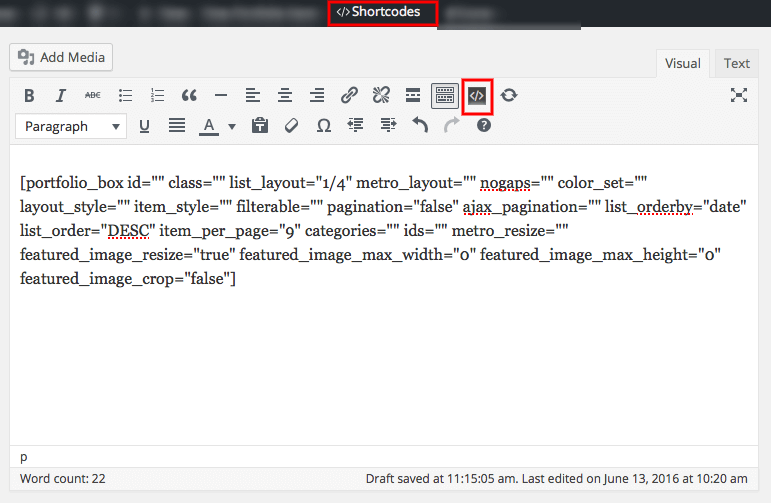 </>Shortcodes
Add Media
Visual Text
B I ABC
Paragraph U A Ω ?
[portfolio_box id="" class="" list_layout="1/4" metro_layout="" nogaps="" color_set=""
layout_style="" item_style="" filterable="" pagination="false" ajax_pagination="" list_orderby="date"
list_order="DESC" item_per_page="9" categories="" ids="" metro_resize=""
featured_image_resize="true" featured_image_max_width="0" featured_image_max_height="0"
featured_image_crop="false"]
p
Word count: 22
Draft saved at 11:15:05 am. Last edited on June 13, 2016 at 10:20 am